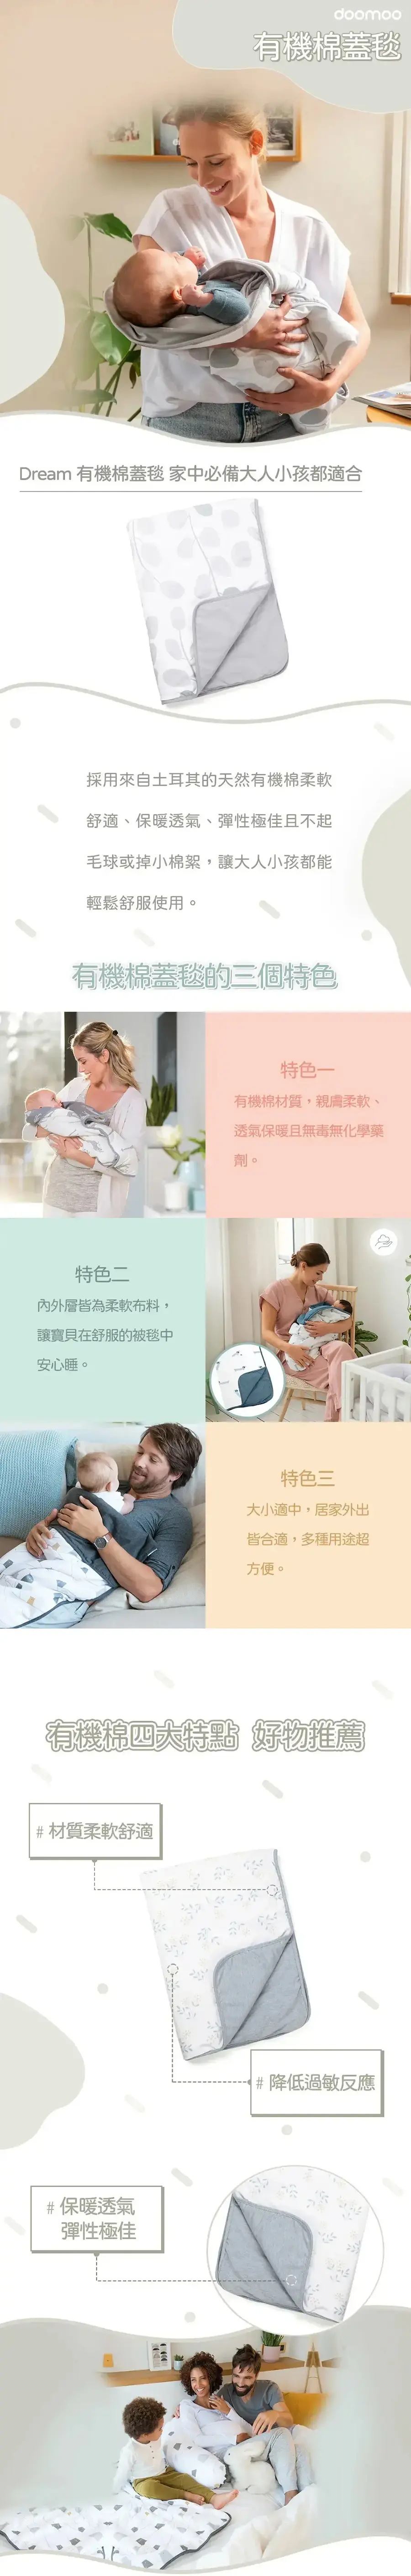 doomoo
有機棉蓋毯
Dream 有機棉蓋毯 家中必備大人小孩都適合
採用來自土耳其的天然有機棉柔軟
舒適、保暖透氣、彈性極佳且不起
毛球或掉小棉絮，讓大人小孩都能
輕鬆舒服使用。
有機棉蓋毯的三個特色
特色一
有機棉材質，親膚柔軟、
透氣保暖且無毒無化學藥
劑。
特色二
內外層皆為柔軟布料，
讓寶貝在舒服的被毯中
安心睡。
特色三
大小適中，居家外出
皆合適，多種用途超
方便。
有機棉四大特點 好物推薦
# 材質柔軟舒適
# 降低過敏反應
# 保暖透氣
彈性極佳